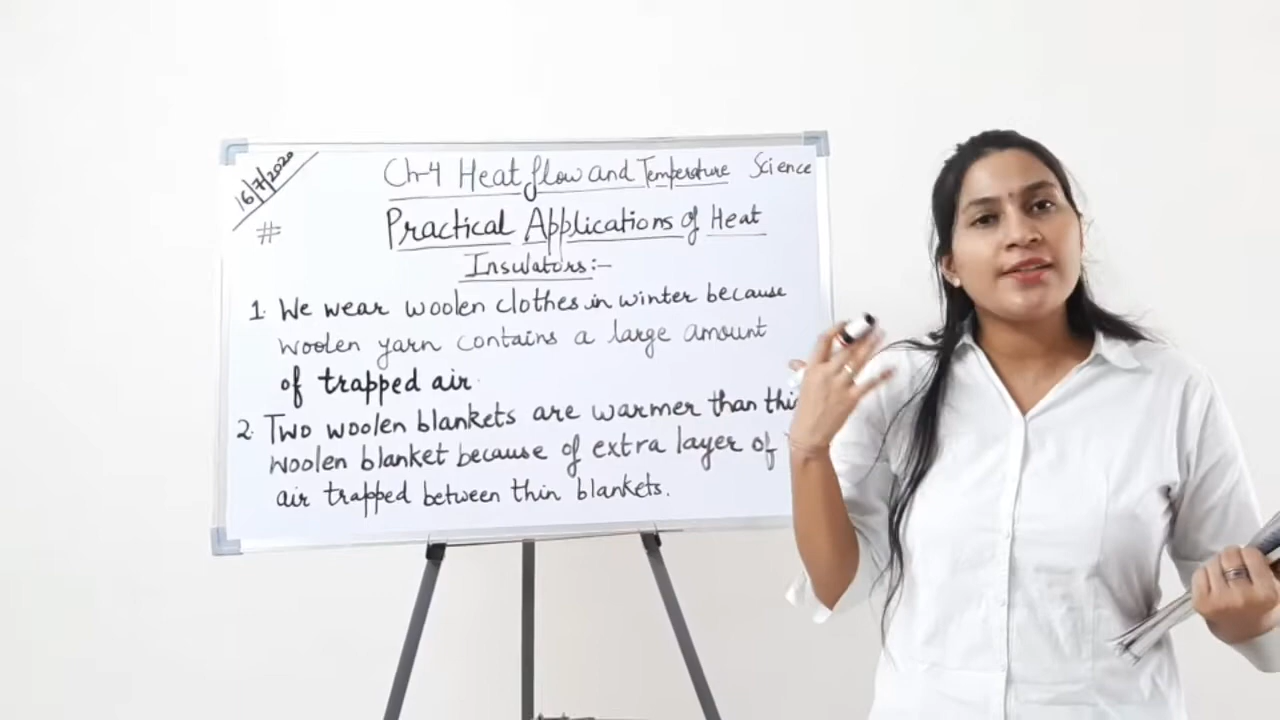 16/7/2020
Ch-4 Heat flow and Temperature Science
# Practical Applications of Heat
Insulators:-
1. We wear woolen clothes in winter because
woolen yarn contains a large amount
of trapped air.
2. Two woolen blankets are warmer than
woolen blanket because of extra layer of
air trapped between thin blankets.